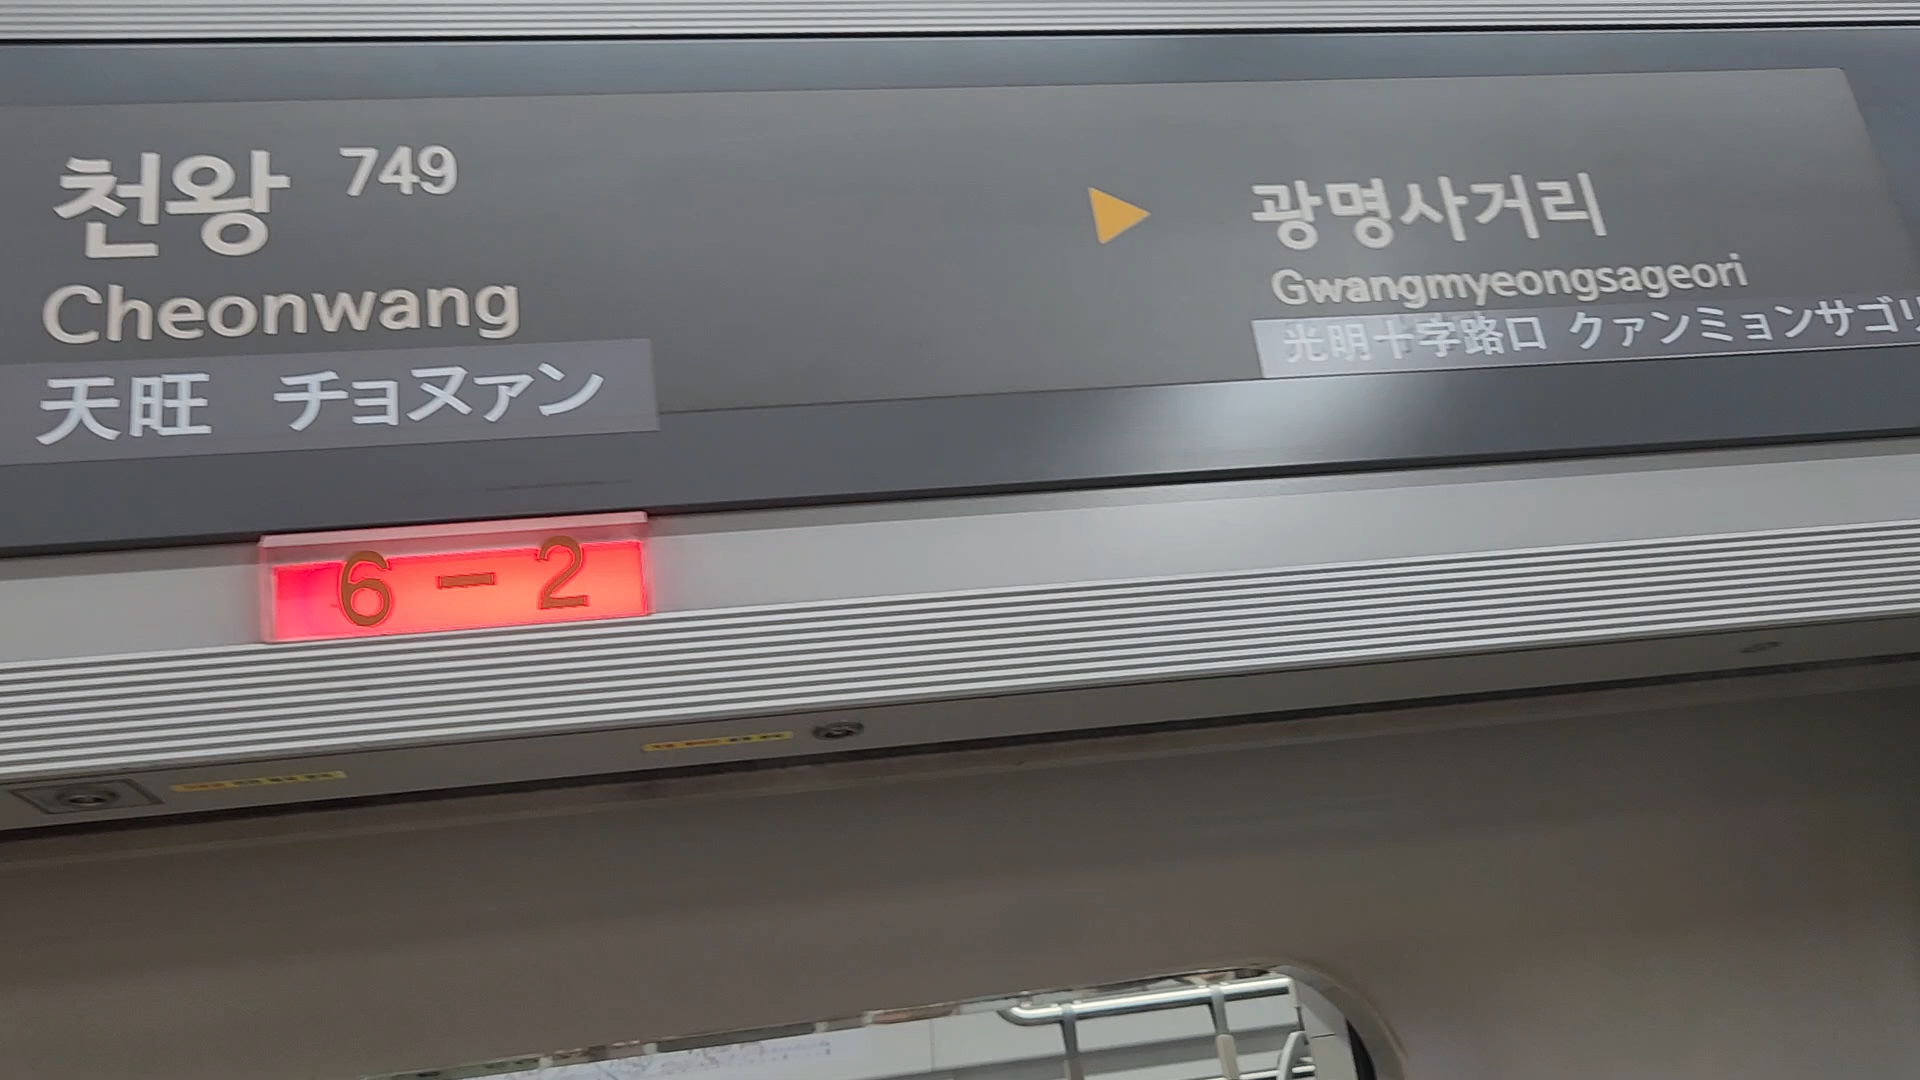 천왕 749
Cheonwang
天旺 チョヌァン
▶ 광명사거리
Gwangmyeongsageori
光明十字路口 クァンミョンサゴリ
6 - 2